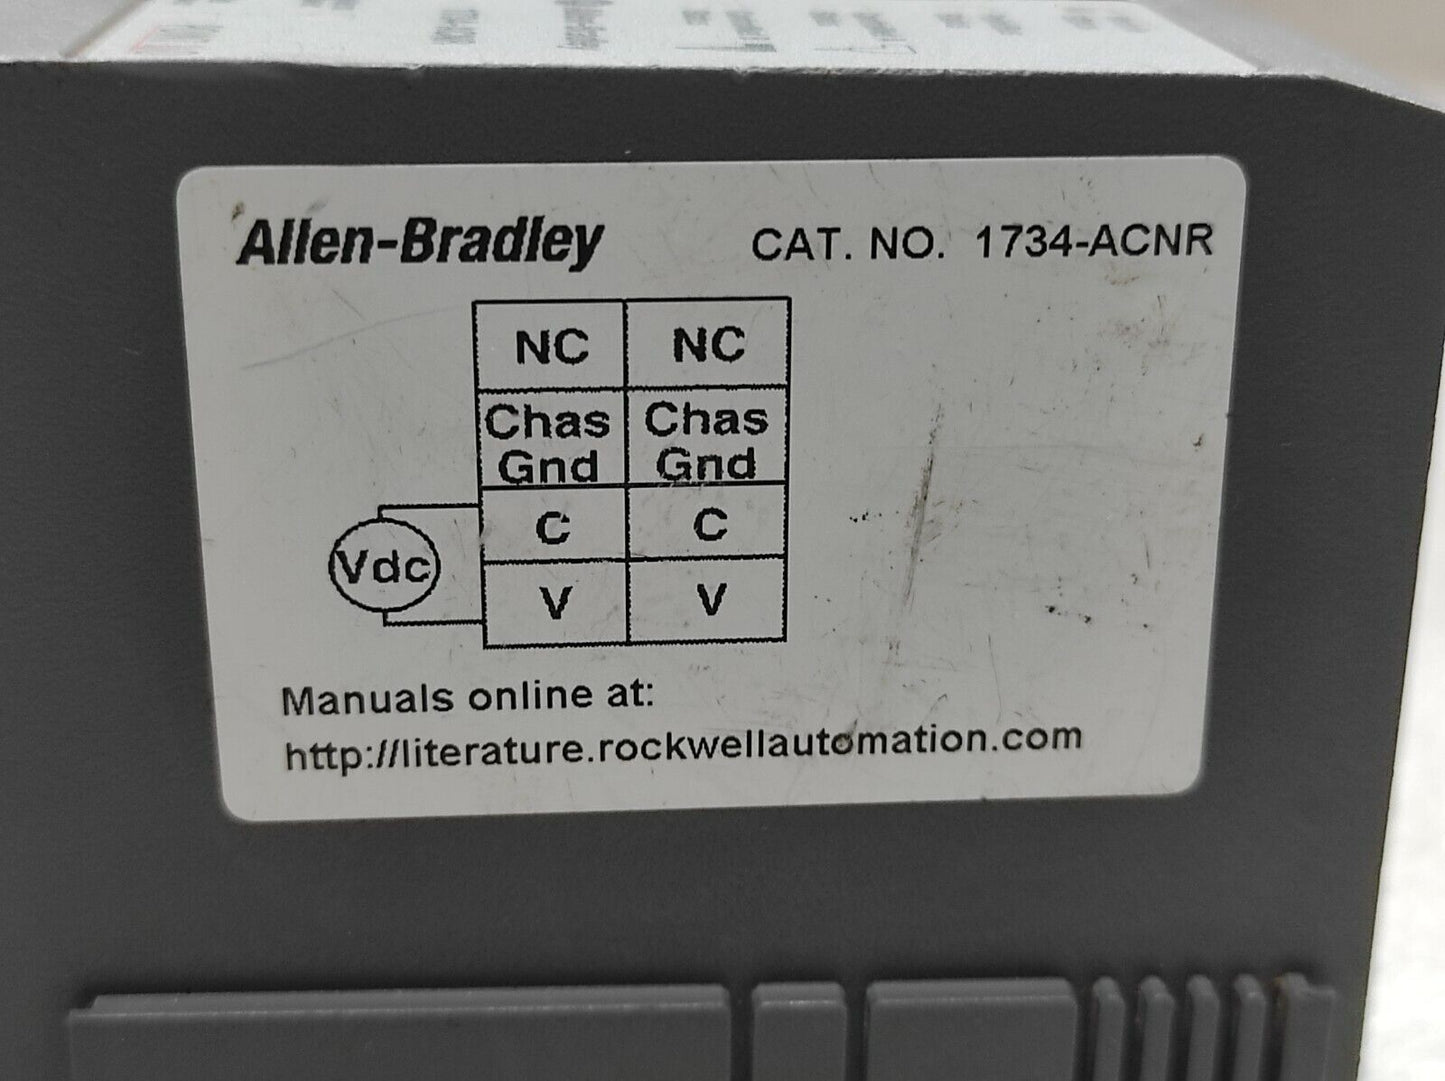 Allen-Bradley CAT. NO. 1734-ACNR
NC NC
Chas Chas
Gnd Gnd
C C
Vdc
V V
Manuals online at:
http://literature.rockwellautomation.com